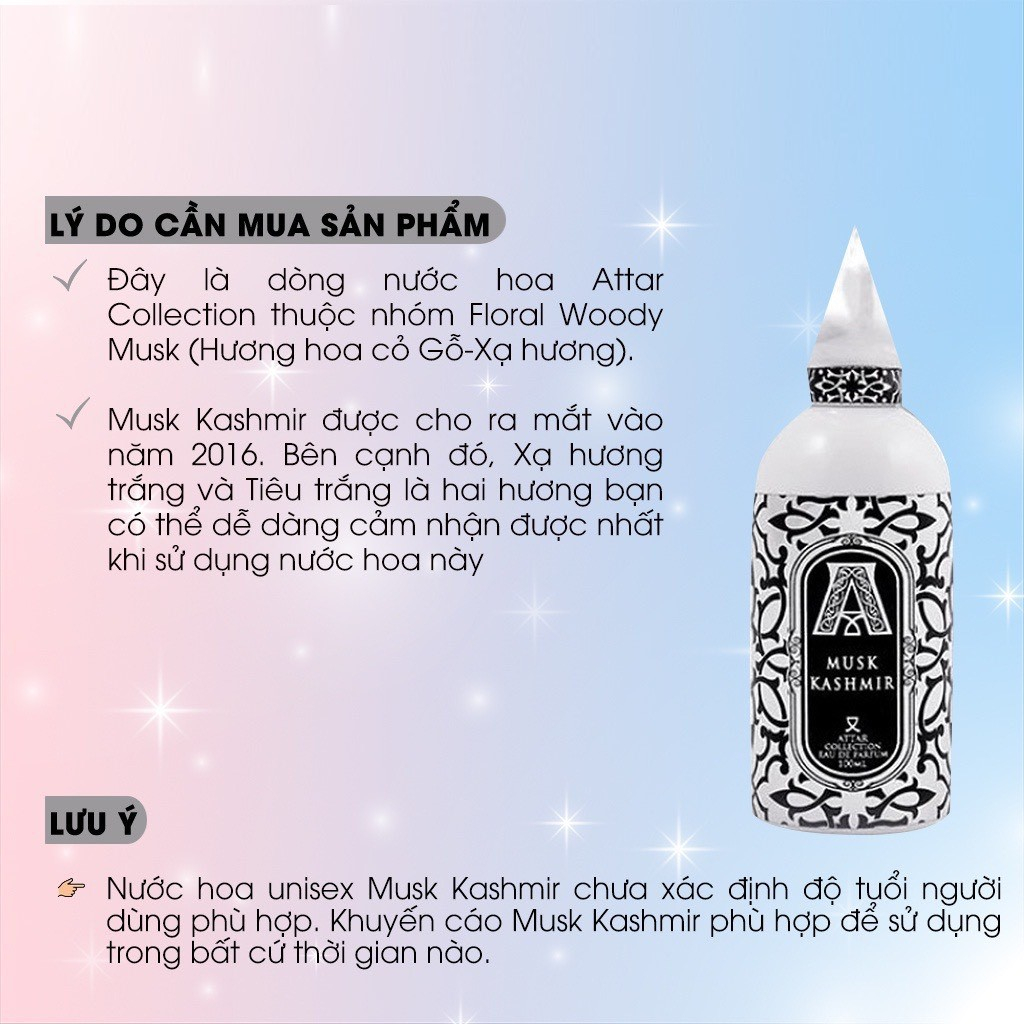 LÝ DO CẦN MUA SẢN PHẨM
Đây là dòng nước hoa Attar
Collection thuộc nhóm Floral Woody
Musk (Hương hoa cỏ Gỗ-Xạ hương).
Musk Kashmir được cho ra mắt vào
năm 2016. Bên cạnh đó, Xạ hương
trắng và Tiêu trắng là hai hương bạn
có thể dễ dàng cảm nhận được nhất
khi sử dụng nước hoa này
A
MUSK
KASHMIR
ATTAR
COLLECTION
EAU DE PARFUM
100ML
LƯU Ý
Nước hoa unisex Musk Kashmir chưa xác định độ tuổi người
dùng phù hợp. Khuyến cáo Musk Kashmir phù hợp để sử dụng
trong bất cứ thời gian nào.